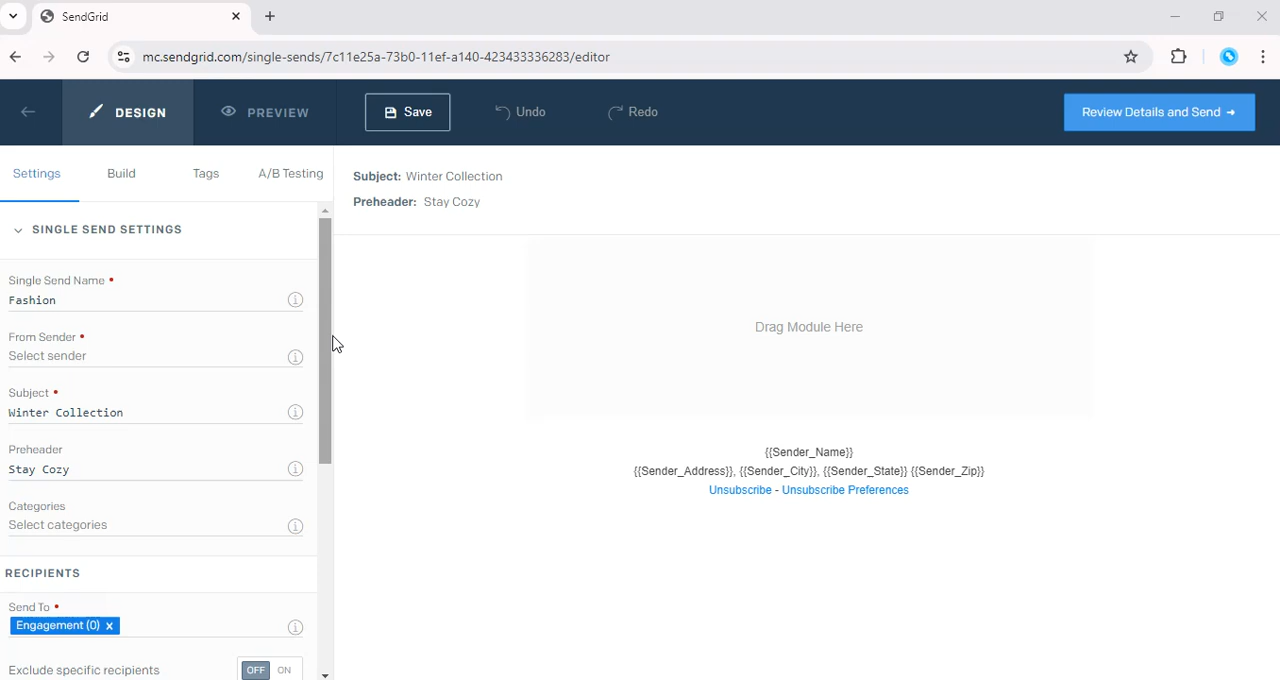 SendGrid
mc.sendgrid.com/single-sends/7c11e25a-73b0-11ef-a140-423433336283/editor
DESIGN
PREVIEW
Save
Undo
Redo
Review Details and Send
Settings
Build
Tags
A/B Testing
Subject: Winter Collection
Preheader: Stay Cozy
SINGLE SEND SETTINGS
Single Send Name
Fashion
From Sender
Select sender
Subject
Winter Collection
Preheader
Stay Cozy
Categories
Select categories
RECIPIENTS
Send To
Engagement (0) x
Exclude specific recipients
OFF ON
Drag Module Here
{{Sender_Name}}
{{Sender_Address}}, {{Sender_City}}, {{Sender_State}} {{Sender_Zip}}
Unsubscribe - Unsubscribe Preferences